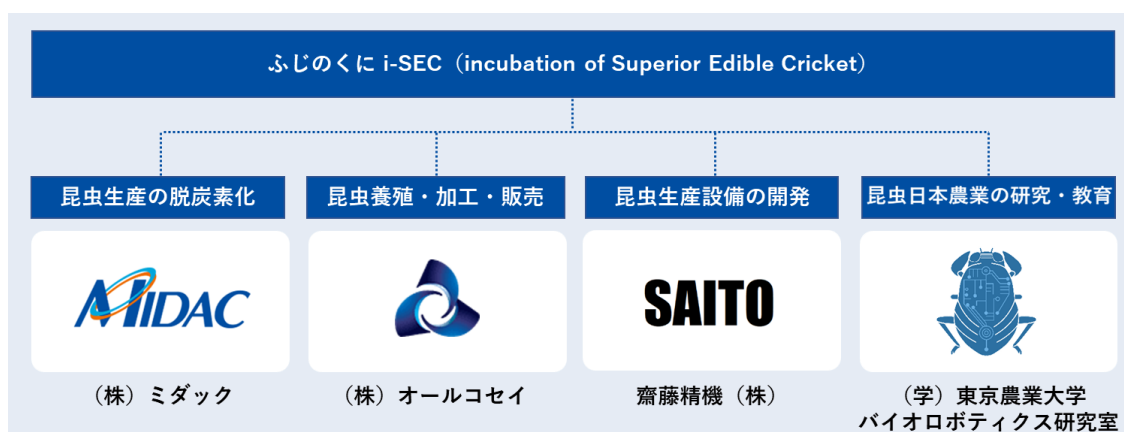 ふじのくに i-SEC（incubation of Superior Edible Cricket）
昆虫生産の脱炭素化
昆虫養殖・加工・販売
昆虫生産設備の開発
昆虫日本農業の研究・教育
MIDAC
SAITO
（株）ミダック
（株）オールコセイ
齋藤精機（株）
（学）東京農業大学
バイオロボティクス研究室